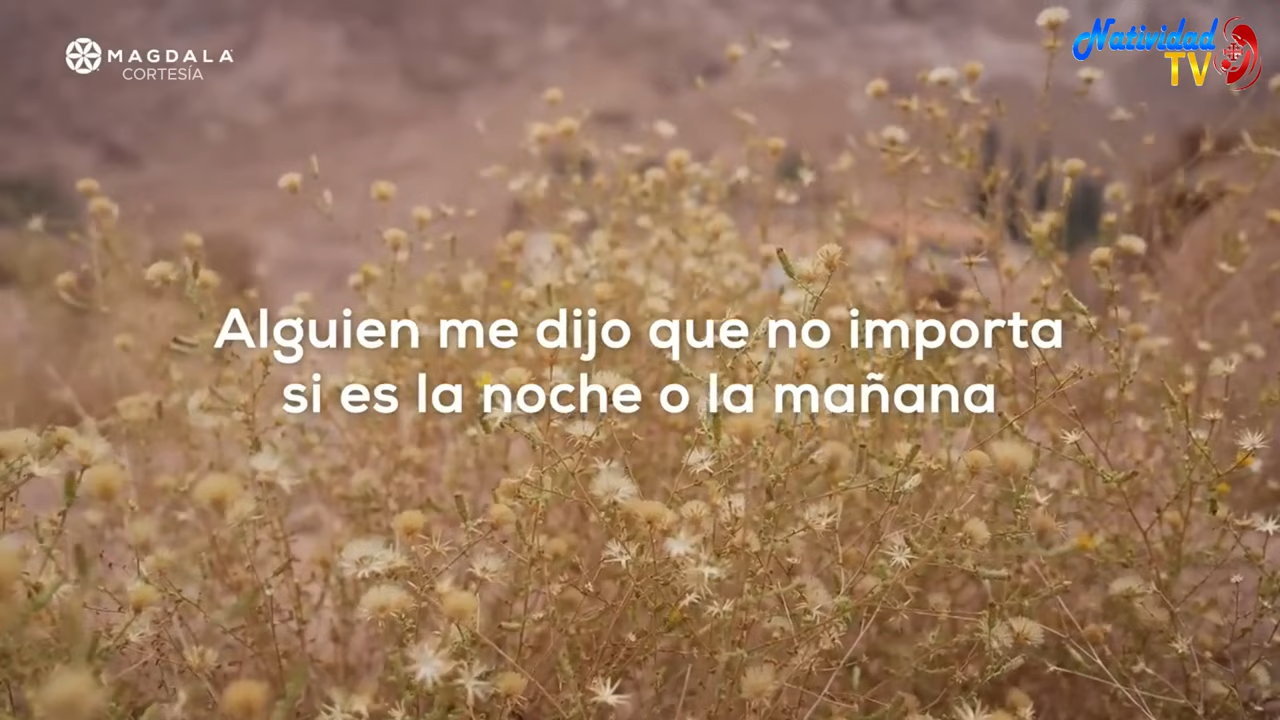 MAGDALA
CORTESÍA
Natividad
TV
Alguien me dijo que no importa
si es la noche o la mañana